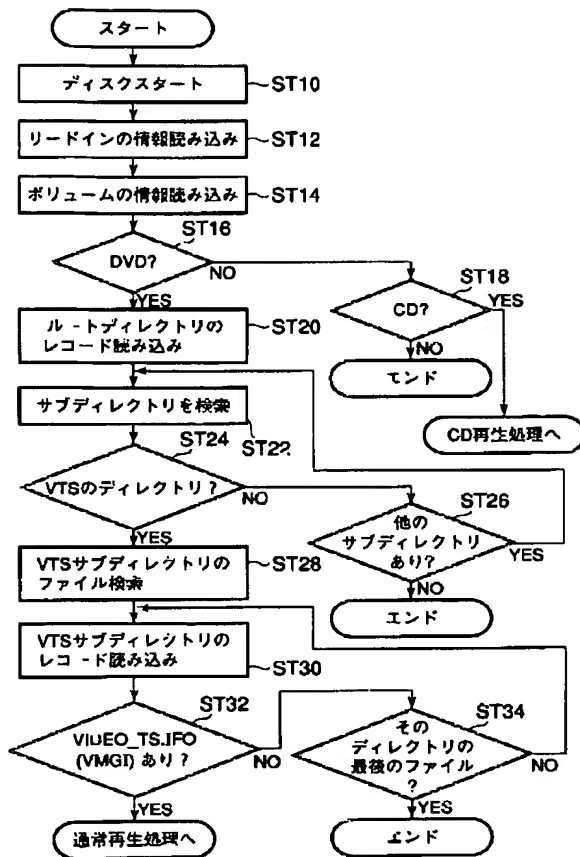 スタート
ディスクスタート
ST10
リードインの情報読み込み
ST12
ボリュームの情報読み込み
ST14
ST16
DVD?
NO
YES
ST18
CD?
YES
NO
エンド
CD再生処理へ
ルートディレクトリの
レコード読み込み
ST20
サブディレクトリを検索
ST22
ST24
VTSのディレクトリ?
NO
YES
ST26
他の
サブディレクトリ
あり?
YES
NO
エンド
VTSサブディレクトリの
ファイル検索
ST28
VTSサブディレクトリの
レコード読み込み
ST30
ST32
VIDEO_TS.IFO
(VMGI) あり?
NO
YES
通常再生処理へ
ST34
その
ディレクトリの
最後のファイル
?
NO
YES
エンド